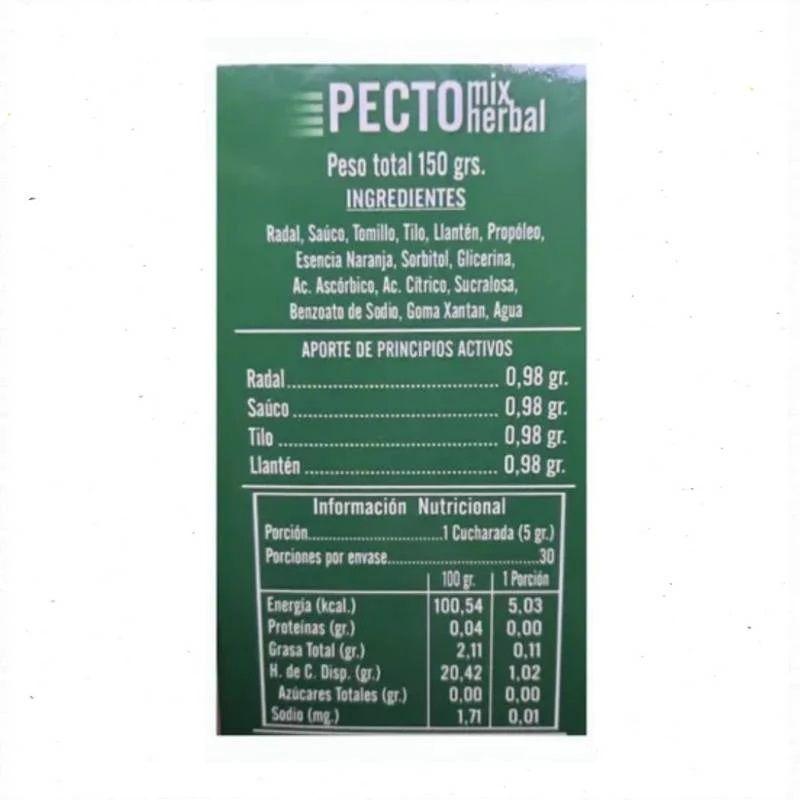 PECTO mix herbal
Peso total 150 grs.
INGREDIENTES
Radal, Saúco, Tomillo, Tilo, Llantén, Propóleo,
Esencia Naranja, Sorbitol, Glicerina,
Ac. Ascórbico, Ac. Cítrico, Sucralosa,
Benzoato de Sodio, Goma Xantan, Agua
APORTE DE PRINCIPIOS ACTIVOS
Radal.......................... 0,98 gr.
Saúco.......................... 0,98 gr.
Tilo.......................... 0,98 gr.
Llantén.......................... 0,98 gr.
Información Nutricional
Porción..........................1 Cucharada (5 gr.)
Porciones por envase..........................30
100 gr. 1 Porción
Energía (kcal.) 100,54 5,03
Proteínas (gr.) 0,04 0,00
Grasa Total (gr.) 2,11 0,11
H. de C. Disp. (gr.) 20,42 1,02
Azúcares Totales (gr.) 0,00 0,00
Sodio (mg.) 1,71 0,01